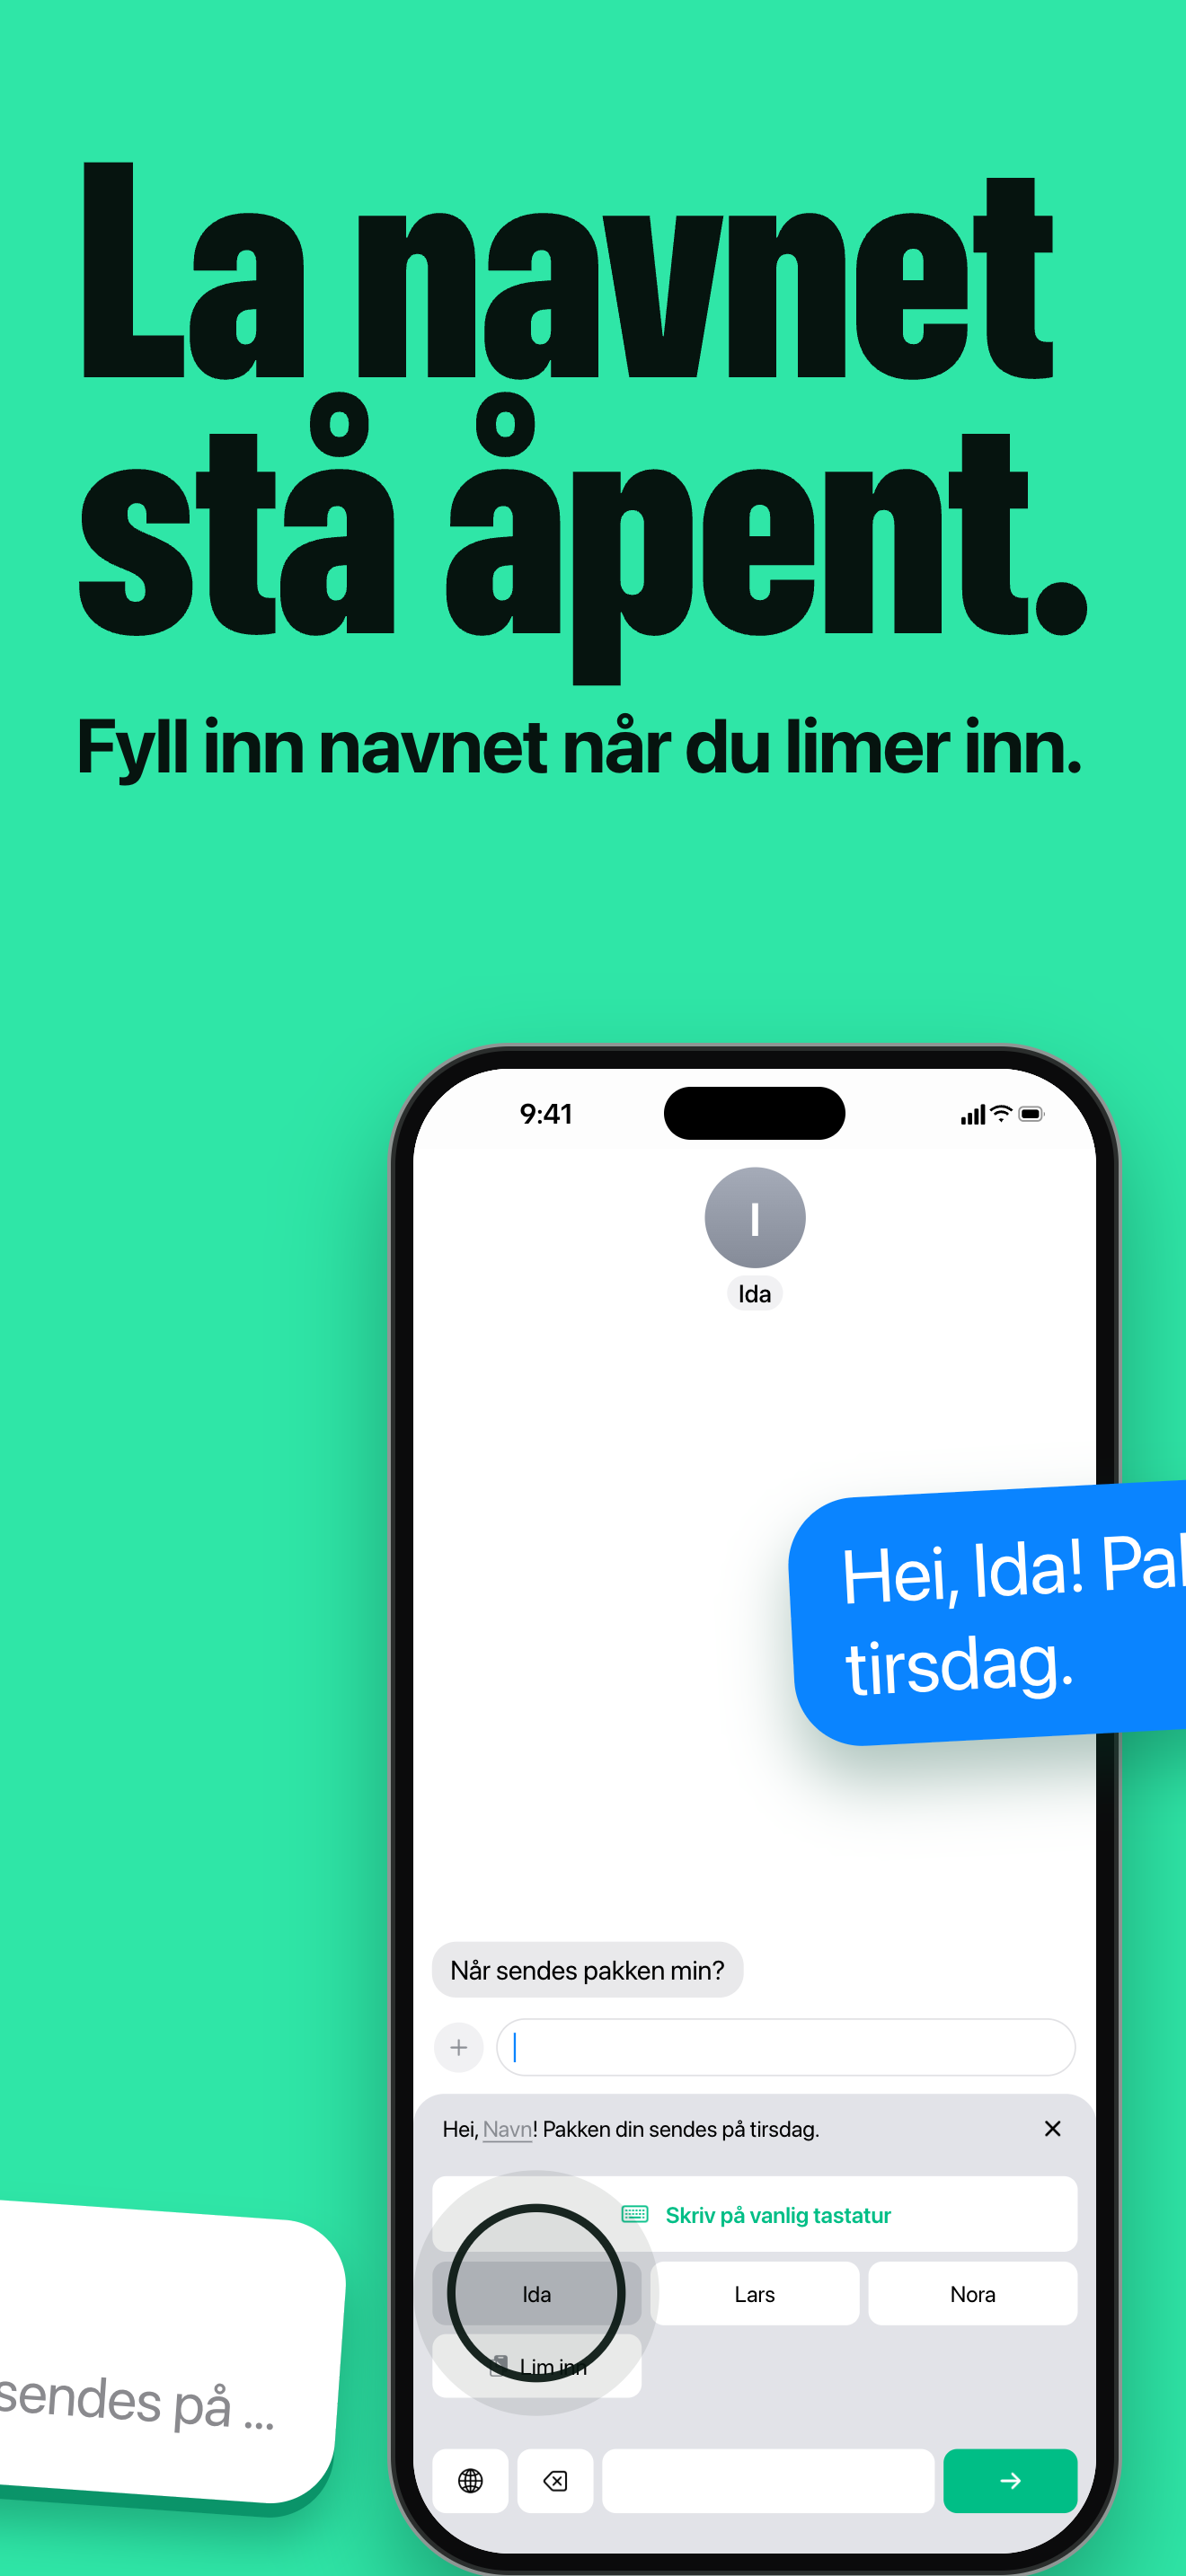 La navnet
stå åpent.
Fyll inn navnet når du limer inn.
9:41
I
Ida
Hei, Ida!
tirsdag.
Når sendes pakken min?
Hei, Navn! Pakken din sendes på tirsdag.
Skriv på vanlig tastatur
Ida
Lars
Nora
Lim inn
sendes på ...